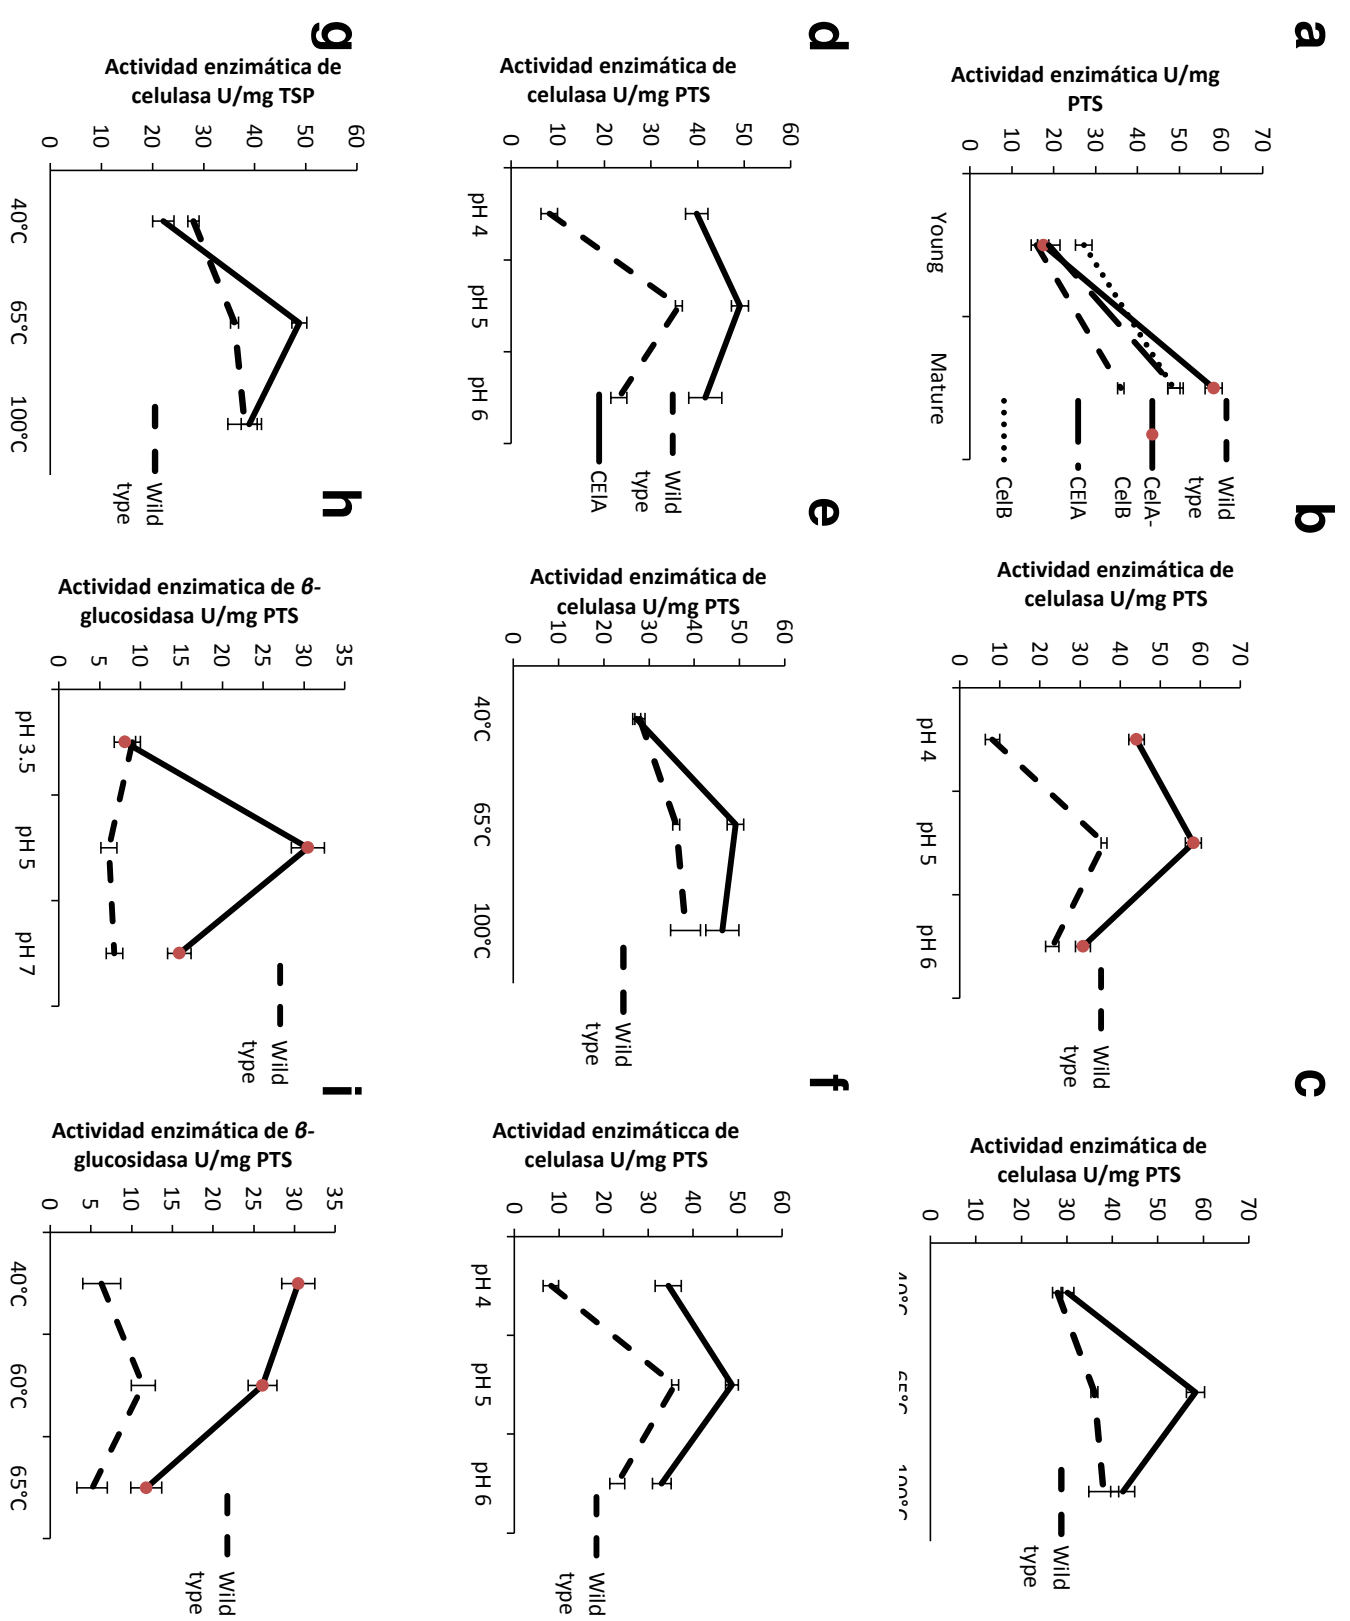 a
Actividad enzimática U/mg
PTS
70
60
50
40
30
20
10
0
Young
Mature
Wild
type
CelA-
CelB
CElA
CelB
b
Actividad enzimática de
celulasa U/mg PTS
70
60
50
40
30
20
10
0
pH 4
pH 5
pH 6
Wild
type
c
Actividad enzimática de
celulasa U/mg PTS
70
60
50
40
30
20
10
0
Wild
type
d
Actividad enzimática de
celulasa U/mg PTS
60
50
40
30
20
10
0
pH 4
pH 5
pH 6
Wild
type
CElA
e
Actividad enzimática de
celulasa U/mg PTS
60
50
40
30
20
10
0
40°C
65°C
100°C
Wild
type
f
Actividad enzimáticca de
celulasa U/mg PTS
60
50
40
30
20
10
0
pH 4
pH 5
pH 6
Wild
type
g
Actividad enzimática de
celulasa U/mg TSP
60
50
40
30
20
10
0
40°C
65°C
100°C
Wild
type
h
Actividad enzimatica de β-
glucosidasa U/mg PTS
35
30
25
20
15
10
5
0
pH 3.5
pH 5
pH 7
Wild
type
i
Actividad enzimática de β-
glucosidasa U/mg PTS
35
30
25
20
15
10
5
0
40°C
60°C
65°C
Wild
type